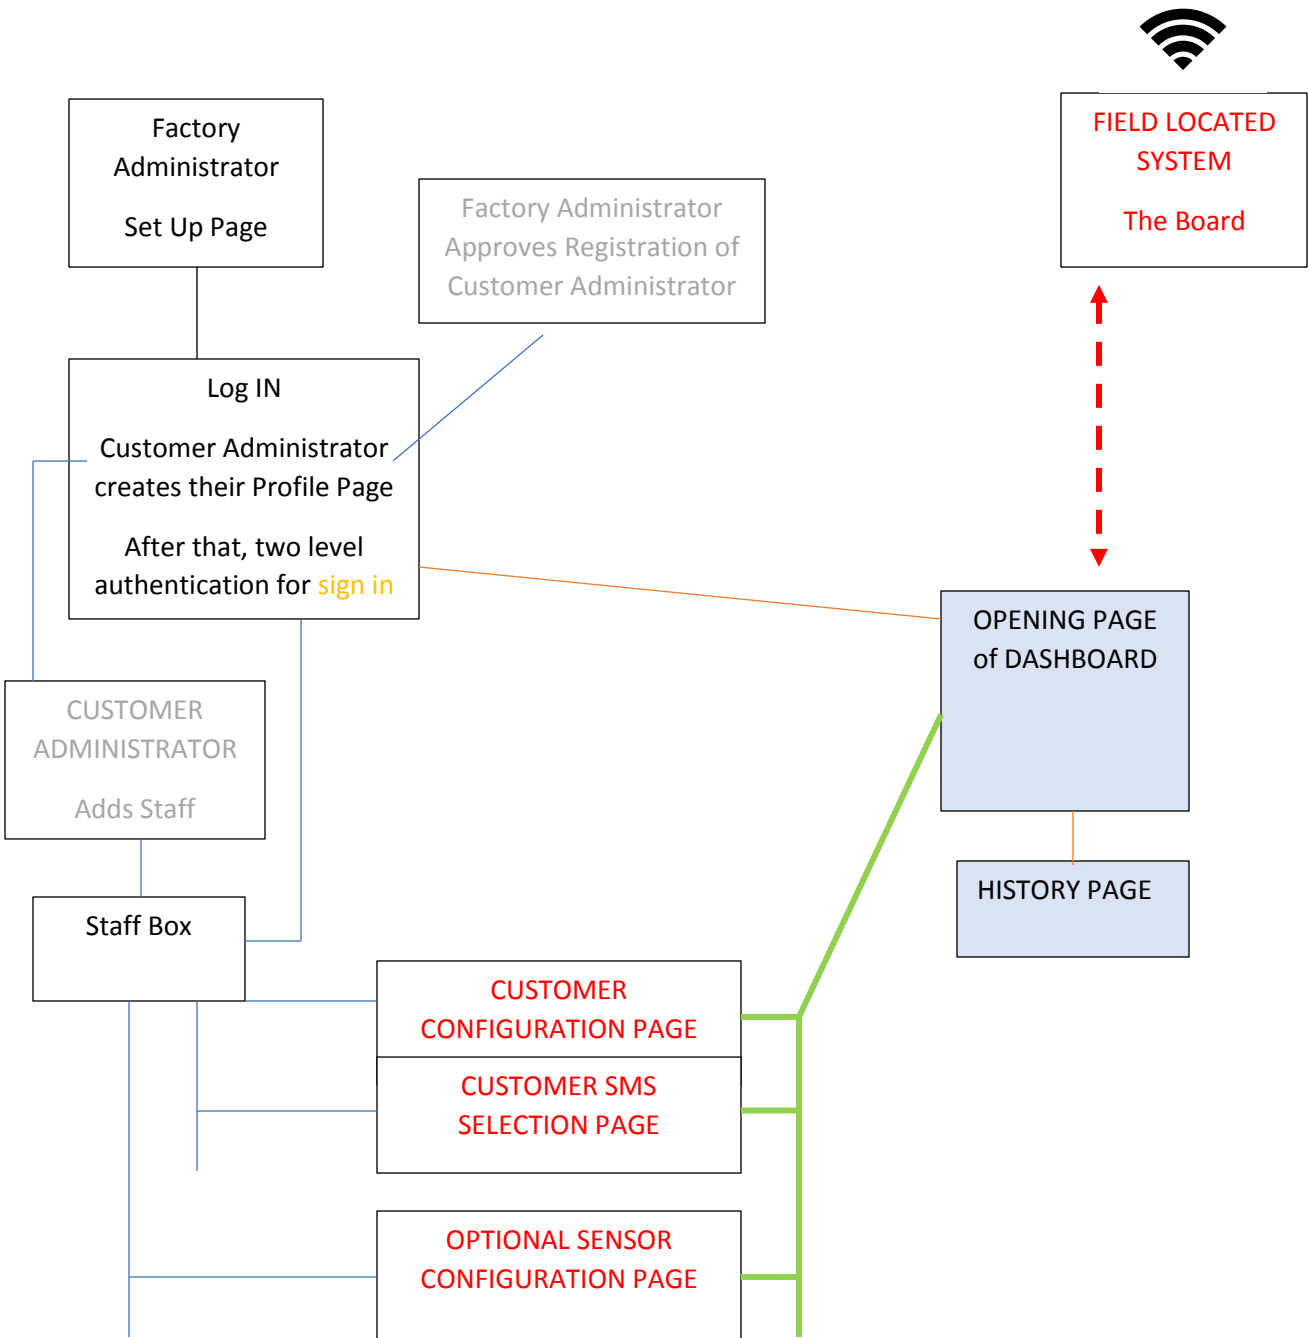 Factory
Administrator
Set Up Page
Factory Administrator
Approves Registration of
Customer Administrator
FIELD LOCATED
SYSTEM
The Board
Log IN
Customer Administrator
creates their Profile Page
After that, two level
authentication for sign in
OPENING PAGE
of DASHBOARD
CUSTOMER
ADMINISTRATOR
Adds Staff
HISTORY PAGE
Staff Box
CUSTOMER
CONFIGURATION PAGE
CUSTOMER SMS
SELECTION PAGE
OPTIONAL SENSOR
CONFIGURATION PAGE